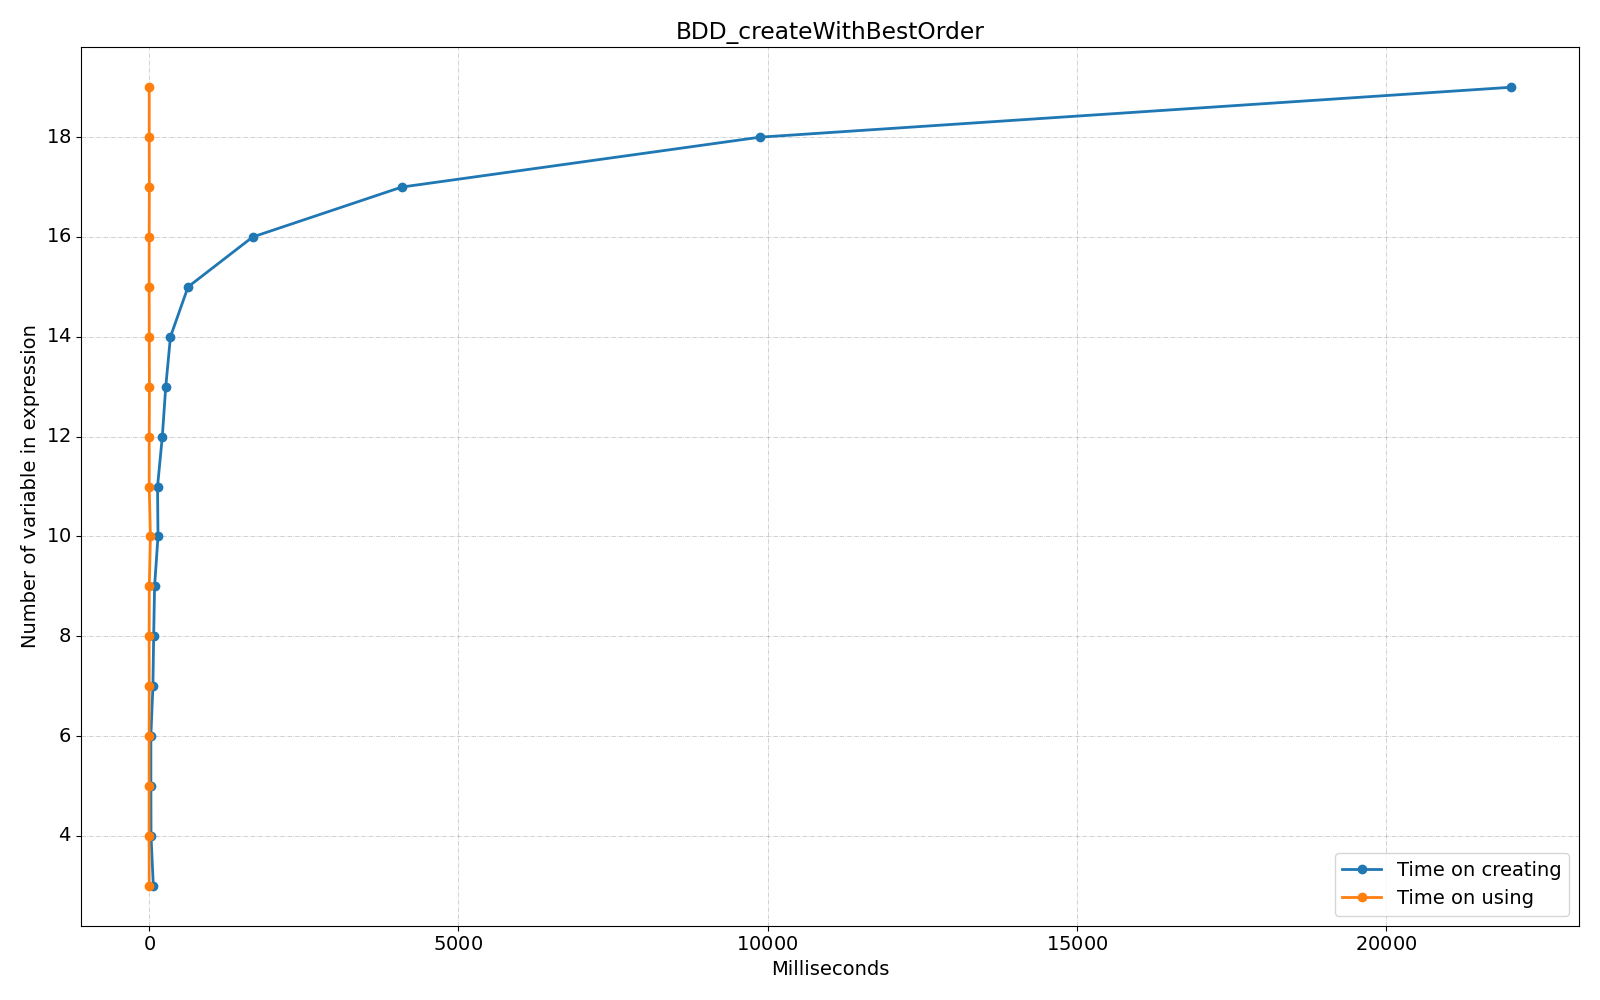 BDD_createWithBestOrder
Number of variable in expression
18
16
14
12
10
8
6
4
0
5000
10000
15000
20000
Milliseconds
Time on creating
Time on using